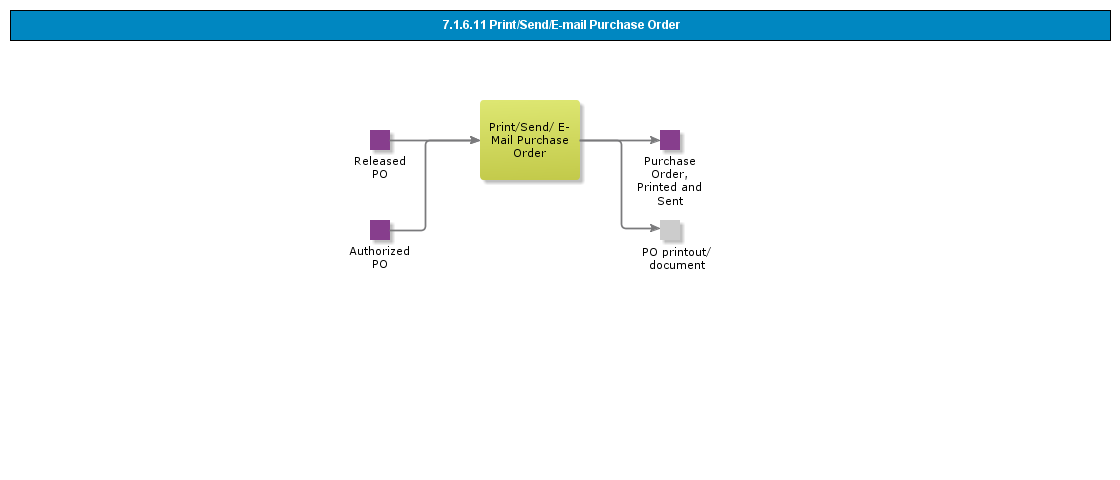 7.1.6.11 Print/Send/E-mail Purchase Order
Print/Send/ E-
Mail Purchase
Order
Released
PO
Purchase
Order,
Printed and
Sent
Authorized
PO
PO printout/
document